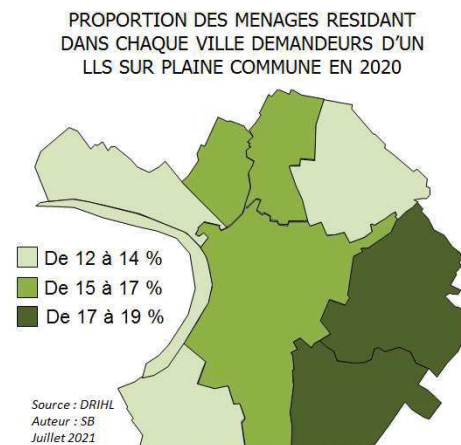 PROPORTION DES MENAGES RESIDANT
DANS CHAQUE VILLE DEMANDEURS D'UN
LLS SUR PLAINE COMMUNE EN 2020
De 12 à 14 %
De 15 à 17 %
De 17 à 19 %
Source : DRIHL
Auteur : SB
Juillet 2021